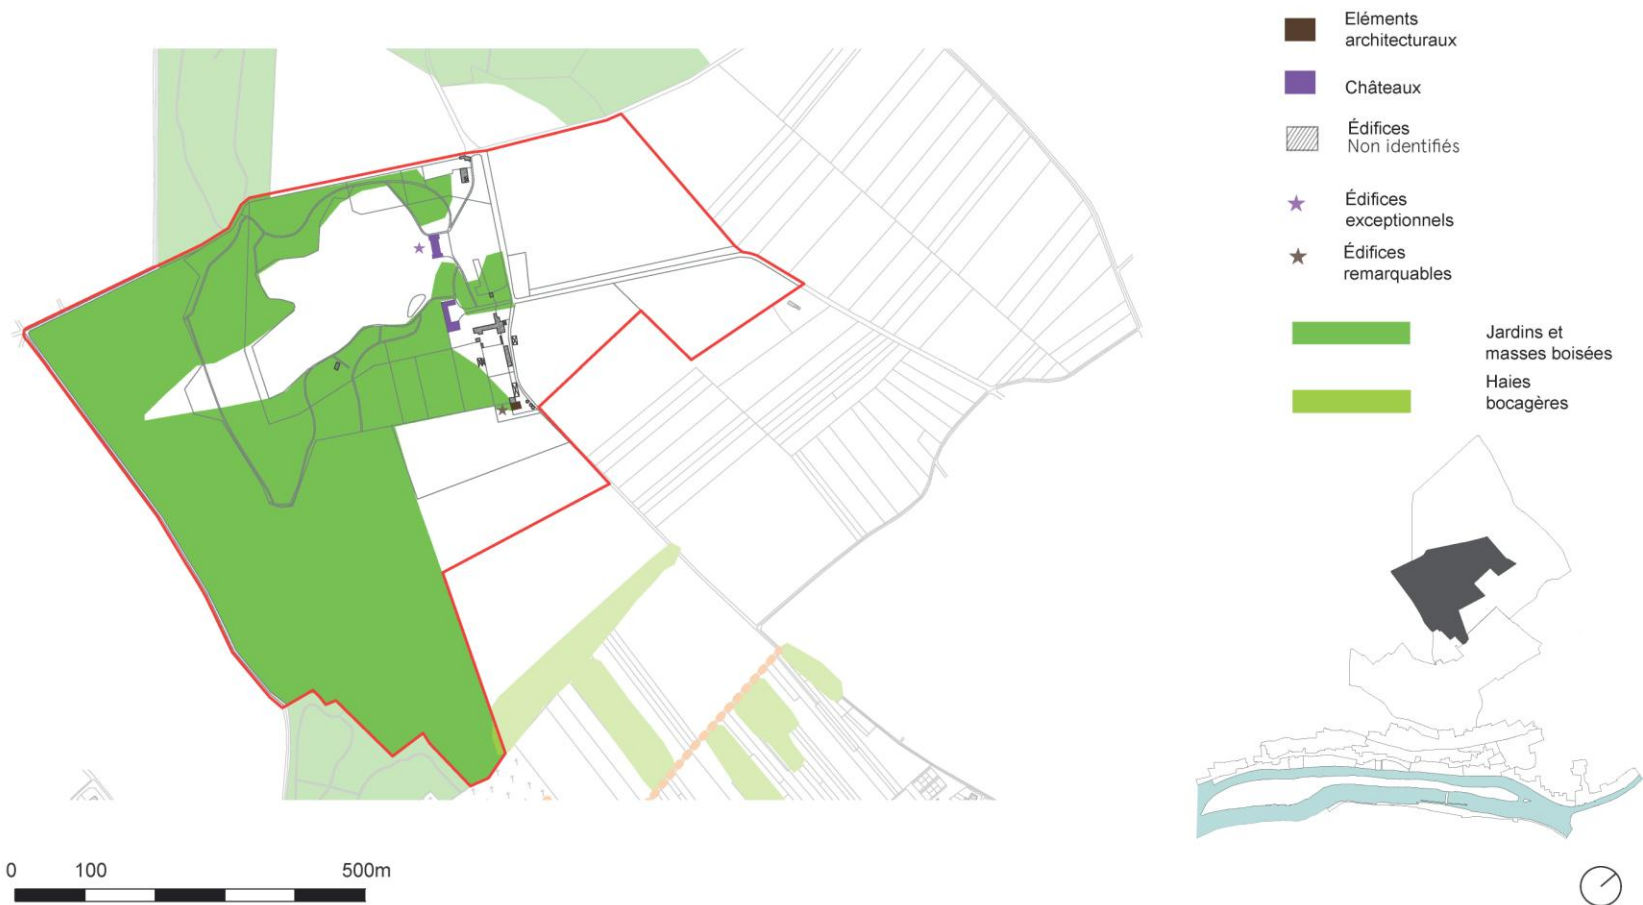 Eléments
architecturaux
Châteaux
Édifices
Non identifiés
Édifices
exceptionnels
Édifices
remarquables
Jardins et
masses boisées
Haies
bocagères
0 100 500m